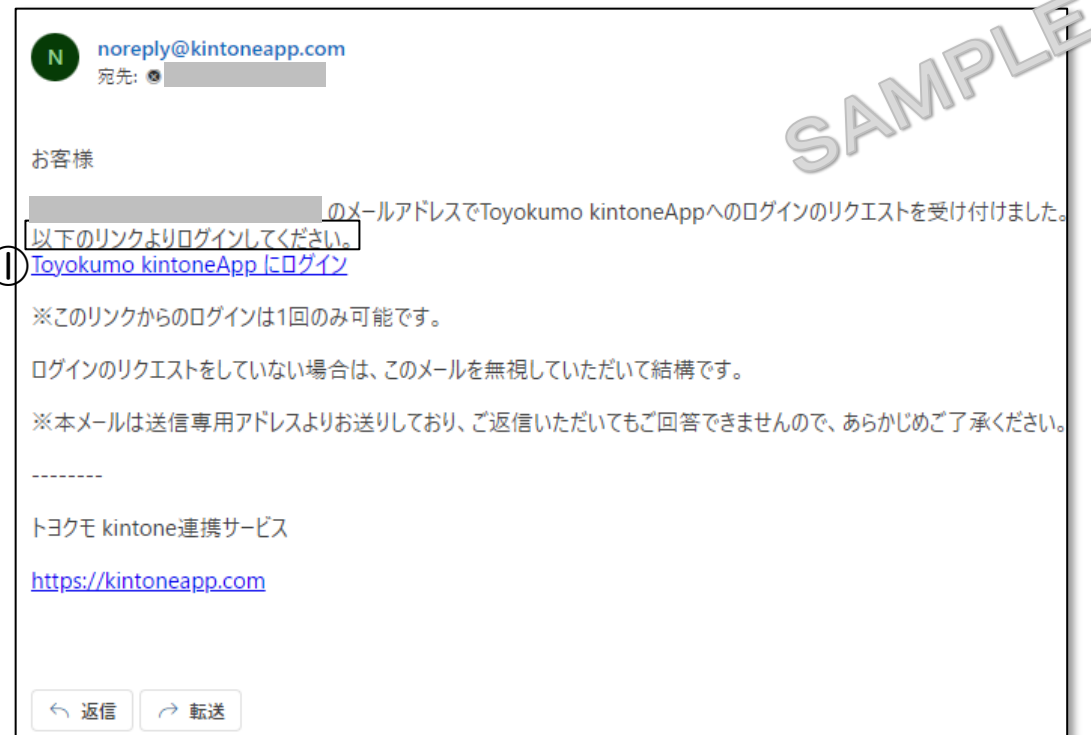 SAMPLE
N
noreply@kintoneapp.com
宛先:
お客様
のメールアドレスでToyokumo kintoneAppへのログインのリクエストを受け付けました。
以下のリンクよりログインしてください。
①
Toyokumo kintoneApp にログイン
※このリンクからのログインは1回のみ可能です。
ログインのリクエストをしていない場合は、このメールを無視していただいて結構です。
※本メールは送信専用アドレスよりお送りしており、ご返信いただいてもご回答できませんので、あらかじめご了承ください。
--------
トヨクモ kintone連携サービス
https://kintoneapp.com
返信
転送